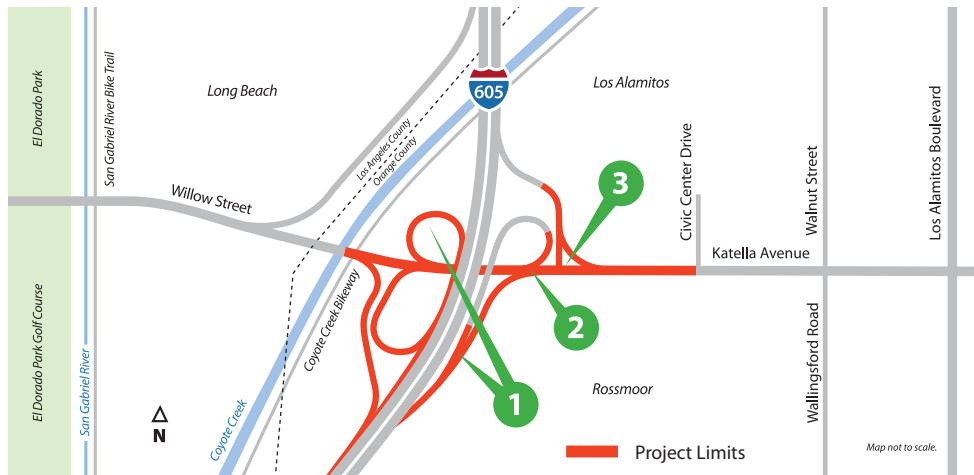 El Dorado Park
San Gabriel River Bike Trail
Long Beach
Los Angeles County
Orange County
605
Los Alamitos
Civic Center Drive
Walnut Street
Los Alamitos Boulevard
Willow Street
3
Katella Avenue
El Dorado Park Golf Course
San Gabriel River
Coyote Creek
Coyote Creek Bikeway
2
1
Rossmoor
Wallingsford Road
N
Project Limits
Map not to scale.